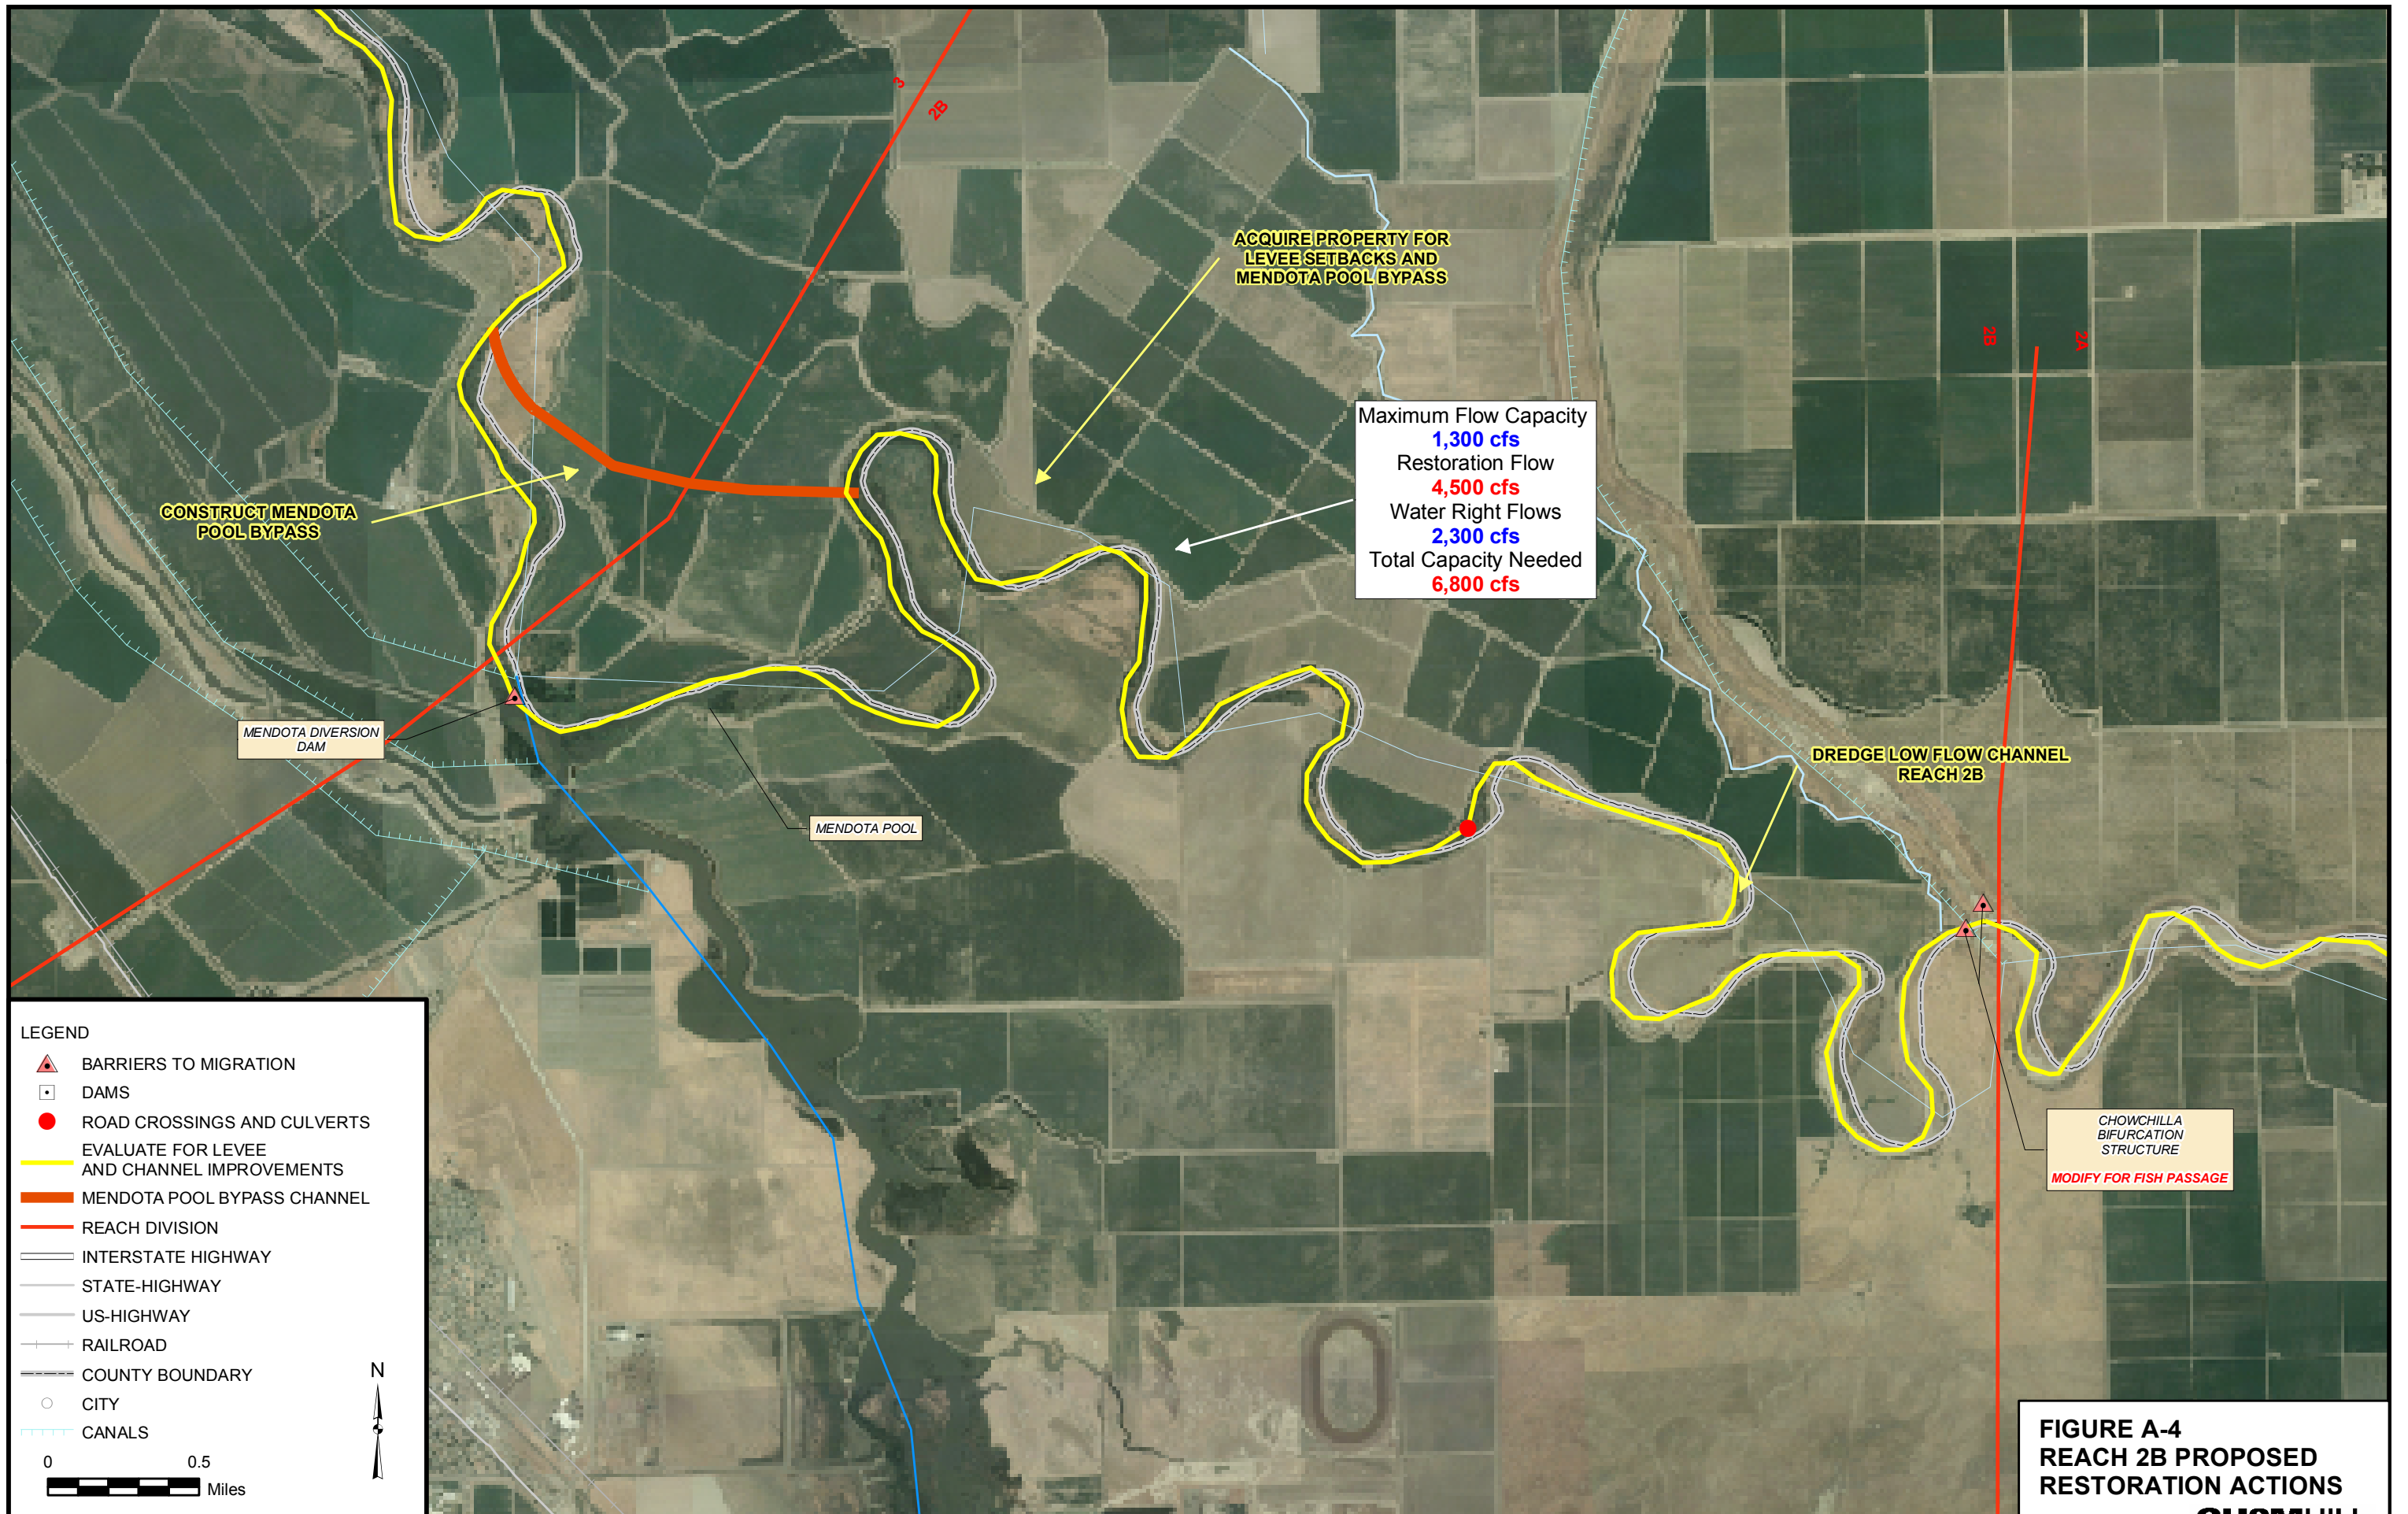 3
2B
ACQUIRE PROPERTY FOR
LEVEE SETBACKS AND
MENDOTA POOL BYPASS
2B
2A
Maximum Flow Capacity
1,300 cfs
Restoration Flow
4,500 cfs
Water Right Flows
2,300 cfs
Total Capacity Needed
6,800 cfs
CONSTRUCT MENDOTA
POOL BYPASS
MENDOTA DIVERSION
DAM
MENDOTA POOL
DREDGE LOW FLOW CHANNEL
REACH 2B
CHOWCHILLA
BIFURCATION
STRUCTURE
MODIFY FOR FISH PASSAGE
LEGEND
BARRIERS TO MIGRATION
DAMS
ROAD CROSSINGS AND CULVERTS
EVALUATE FOR LEVEE
AND CHANNEL IMPROVEMENTS
MENDOTA POOL BYPASS CHANNEL
REACH DIVISION
INTERSTATE HIGHWAY
STATE-HIGHWAY
US-HIGHWAY
RAILROAD
COUNTY BOUNDARY
CITY
CANALS
N
0 0.5
Miles
FIGURE A-4
REACH 2B PROPOSED
RESTORATION ACTIONS